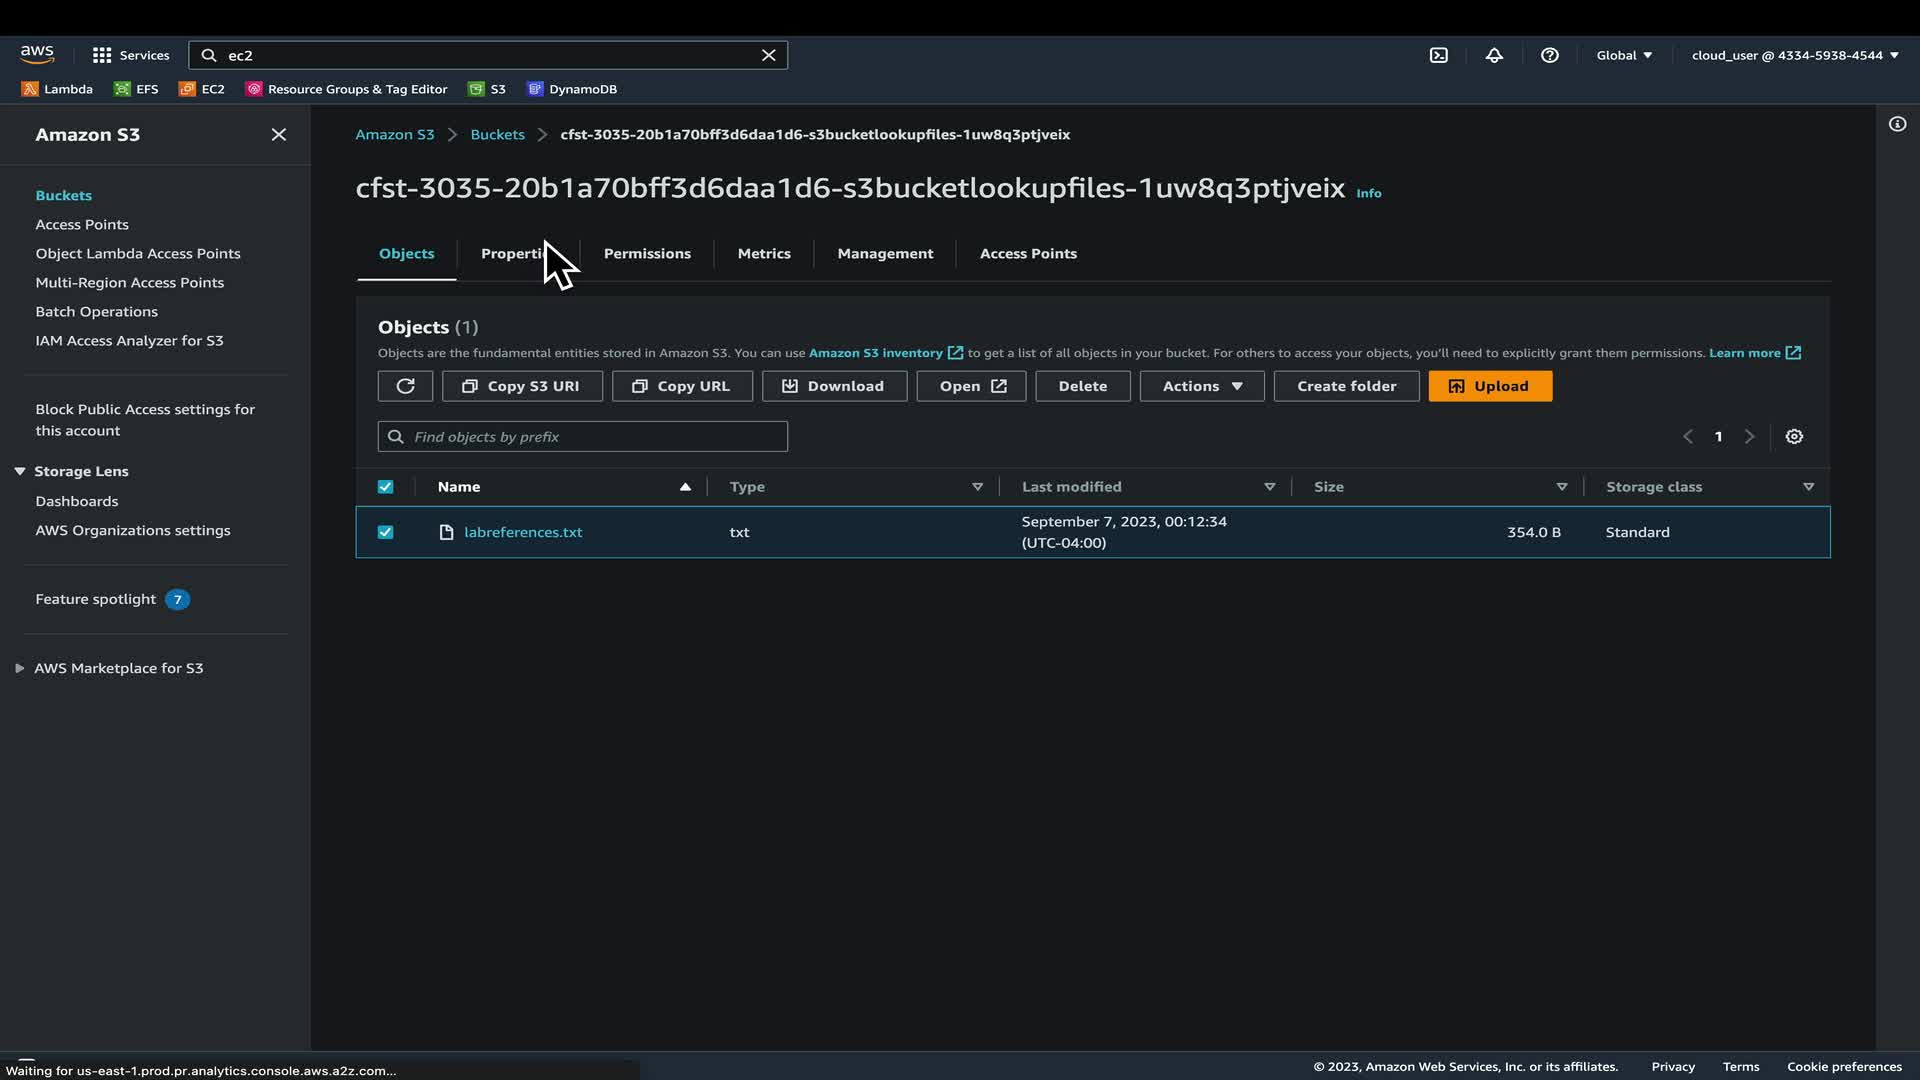 aws
Services
ec2
Global
cloud_user @ 4334-5938-4544
Lambda
EFS
EC2
Resource Groups & Tag Editor
S3
DynamoDB
Amazon S3
Buckets
Access Points
Object Lambda Access Points
Multi-Region Access Points
Batch Operations
IAM Access Analyzer for S3
Block Public Access settings for
this account
Storage Lens
Dashboards
AWS Organizations settings
Feature spotlight 7
AWS Marketplace for S3
Amazon S3 > Buckets > cfst-3035-20b1a70bff3d6daa1d6-s3bucketlookupfiles-1uw8q3ptjveix
cfst-3035-20b1a70bff3d6daa1d6-s3bucketlookupfiles-1uw8q3ptjveix Info
Objects
Properti
Permissions
Metrics
Management
Access Points
Objects (1)
Objects are the fundamental entities stored in Amazon S3. You can use Amazon S3 inventory to get a list of all objects in your bucket. For others to access your objects, you'll need to explicitly grant them permissions. Learn more
Copy S3 URI
Copy URL
Download
Open
Delete
Actions
Create folder
Upload
Find objects by prefix
1
Name
Type
Last modified
Size
Storage class
labreferences.txt
txt
September 7, 2023, 00:12:34
(UTC-04:00)
354.0 B
Standard
Waiting for us-east-1.prod.pr.analytics.console.aws.a2z.com...
© 2023, Amazon Web Services, Inc. or its affiliates.
Privacy
Terms
Cookie preferences